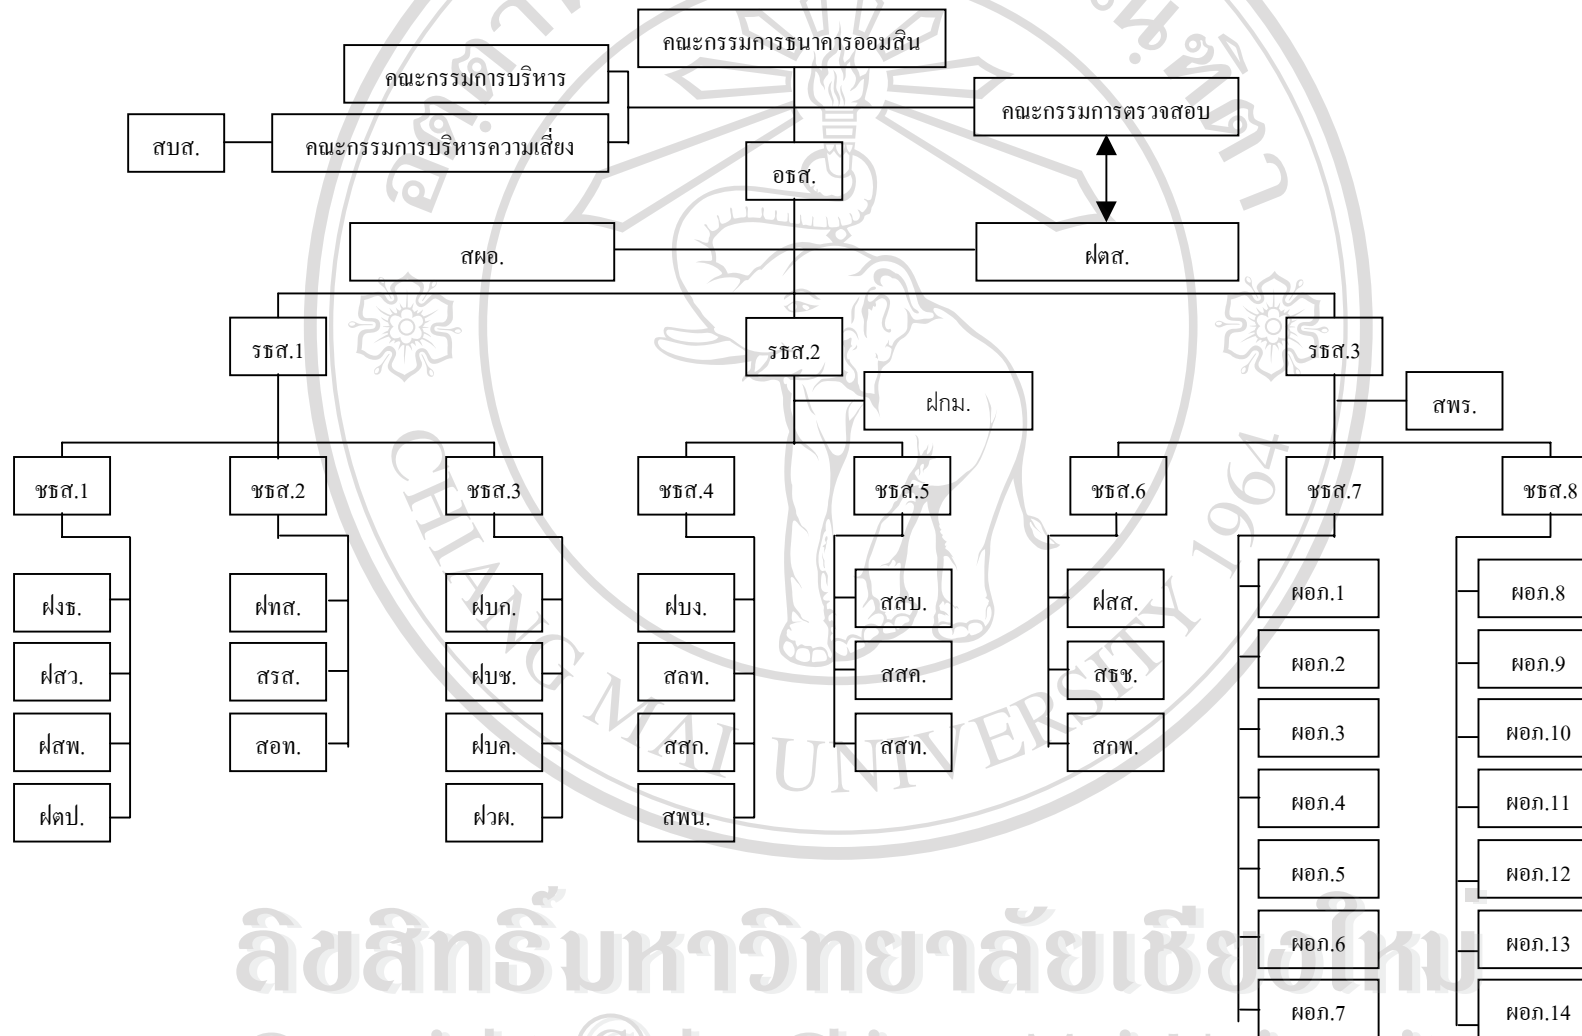 คณะกรรมการธนาคารออมสิน
คณะกรรมการบริหาร
คณะกรรมการตรวจสอบ
สบส.
คณะกรรมการบริหารความเสี่ยง
อธส.
สผอ.
ฝตส.
รธส.1
รธส.2
รธส.3
ฝกม.
สพร.
ชธส.1
ชธส.2
ชธส.3
ชธส.4
ชธส.5
ชธส.6
ชธส.7
ชธส.8
ฝงธ.
ฝสว.
ฝสพ.
ฝตป.
ฝทส.
สรส.
สอท.
ฝบก.
ฝบช.
ฝบค.
ฝวผ.
ฝบง.
สลท.
สสก.
สพน.
สสบ.
สสค.
สสท.
ฝสส.
สธช.
สกพ.
ผอภ.1
ผอภ.2
ผอภ.3
ผอภ.4
ผอภ.5
ผอภ.6
ผอภ.7
ผอภ.8
ผอภ.9
ผอภ.10
ผอภ.11
ผอภ.12
ผอภ.13
ผอภ.14
CHIANG MAI UNIVERSITY 1964
ลิขสิทธิ์มหาวิทยาลัยเชียงใหม่